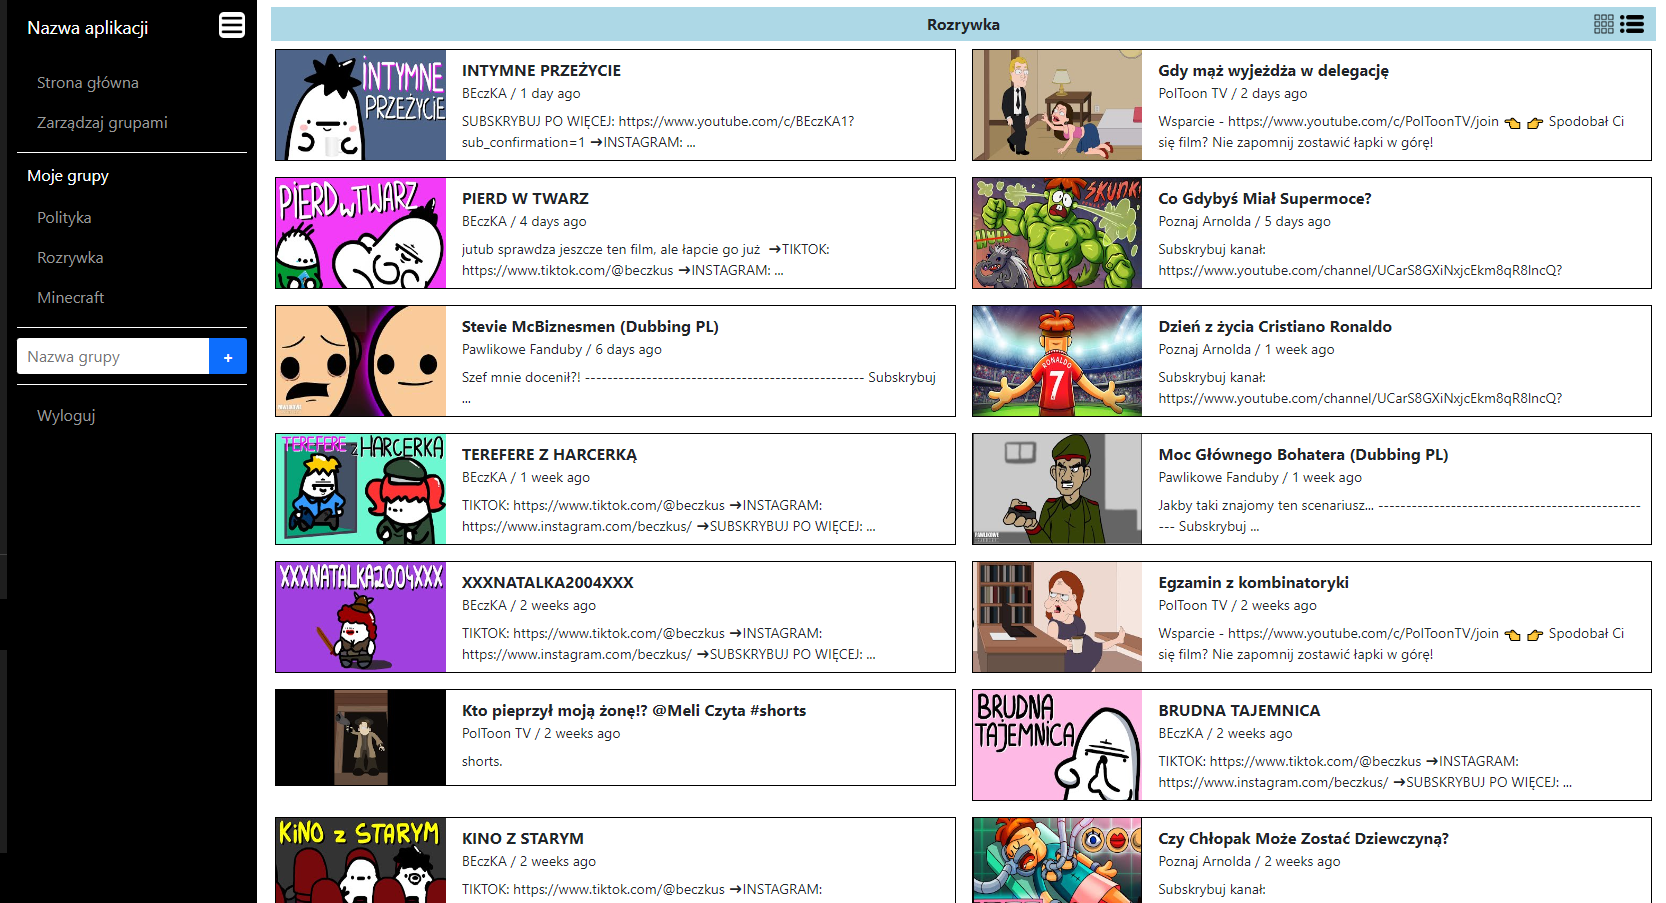 Nazwa aplikacji
Strona główna
Zarządzaj grupami
Moje grupy
Polityka
Rozrywka
Minecraft
Nazwa grupy
+
Wyloguj
Rozrywka
INTYMNE
PRZEŻYCIE
INTYMNE PRZEŻYCIE
BEczKA / 1 day ago
SUBSKRYBUJ PO WIĘCEJ: https://www.youtube.com/c/BEczKA1?
sub_confirmation=1 ➔INSTAGRAM: ...
Gdy mąż wyjeżdża w delegację
PolToon TV / 2 days ago
Wsparcie - https://www.youtube.com/c/PolToonTV/join 👈 👉 Spodobał Ci
się film? Nie zapomnij zostawić łapki w górę!
PIERD w TWARZ
PIERD W TWARZ
BEczKA / 4 days ago
jutub sprawdza jeszcze ten film, ale łapcie go już ➔TIKTOK:
https://www.tiktok.com/@beczkus ➔INSTAGRAM: ...
Co Gdybyś Miał Supermoce?
Poznaj Arnolda / 5 days ago
Subskrybuj kanał:
https://www.youtube.com/channel/UCarS8GXiNxjcEkm8qR8IncQ?
Stevie McBiznesmen (Dubbing PL)
Pawlikowe Fanduby / 6 days ago
Szef mnie docenił?! -------------------------------------------------- Subskrybuj
...
RONALDO
7
Dzień z życia Cristiano Ronaldo
Poznaj Arnolda / 1 week ago
Subskrybuj kanał:
https://www.youtube.com/channel/UCarS8GXiNxjcEkm8qR8IncQ?
TEREFERE Z HARCERKĄ
TEREFERE Z HARCERKĄ
BEczKA / 1 week ago
TIKTOK: https://www.tiktok.com/@beczkus ➔INSTAGRAM:
https://www.instagram.com/beczkus/ ➔SUBSKRYBUJ PO WIĘCEJ: ...
Moc Głównego Bohatera (Dubbing PL)
Pawlikowe Fanduby / 1 week ago
Jakby taki znajomy ten scenariusz... -----------------------------------------------
--- Subskrybuj ...
XXXNATALKA2004XXX
XXXNATALKA2004XXX
BEczKA / 2 weeks ago
TIKTOK: https://www.tiktok.com/@beczkus ➔INSTAGRAM:
https://www.instagram.com/beczkus/ ➔SUBSKRYBUJ PO WIĘCEJ: ...
Egzamin z kombinatoryki
PolToon TV / 2 weeks ago
Wsparcie - https://www.youtube.com/c/PolToonTV/join 👈 👉 Spodobał Ci
się film? Nie zapomnij zostawić łapki w górę!
Kto pieprzył moją żonę!? @Meli Czyta #shorts
PolToon TV / 2 weeks ago
shorts.
BRUDNA
TAJEMNICA
BRUDNA TAJEMNICA
BEczKA / 2 weeks ago
TIKTOK: https://www.tiktok.com/@beczkus ➔INSTAGRAM:
https://www.instagram.com/beczkus/ ➔SUBSKRYBUJ PO WIĘCEJ: ...
KiNO z STARYM
KINO Z STARYM
BEczKA / 2 weeks ago
TIKTOK: https://www.tiktok.com/@beczkus ➔INSTAGRAM:
Czy Chłopak Może Zostać Dziewczyną?
Poznaj Arnolda / 2 weeks ago
Subskrybuj kanał: